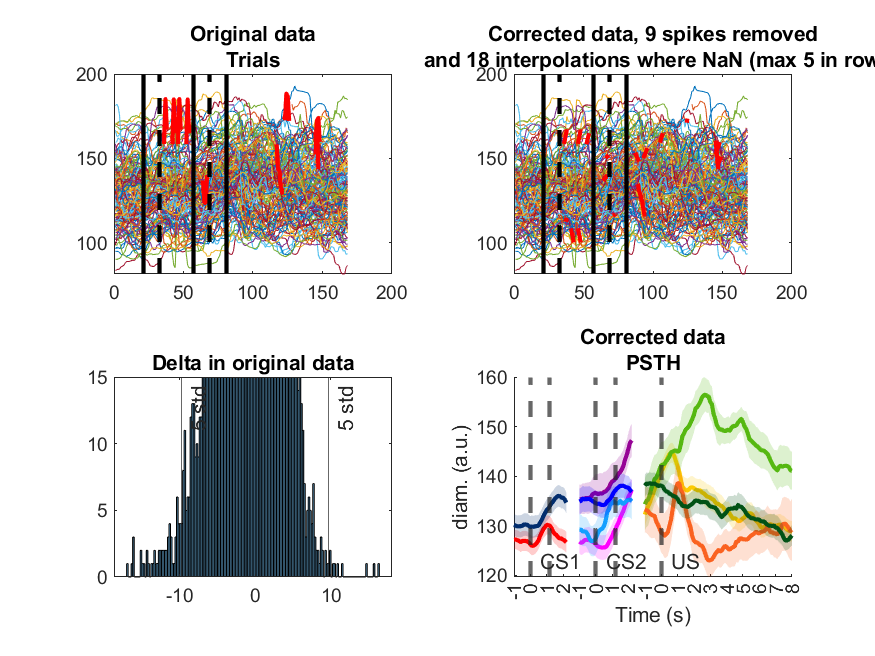 Original data
Trials
200
150
100
0 50 100 150 200
Corrected data, 9 spikes removed
and 18 interpolations where NaN (max 5 in row
200
150
100
0 50 100 150 200
Delta in original data
15
10
5
0
5 std
5 std
-10 0 10
Corrected data
PSTH
diam. (a.u.)
160
150
140
130
120
CS1 CS2 US
-1 0 1 2 -1 0 1 2 -1 0 1 2 3 4 5 6 7 8
Time (s)